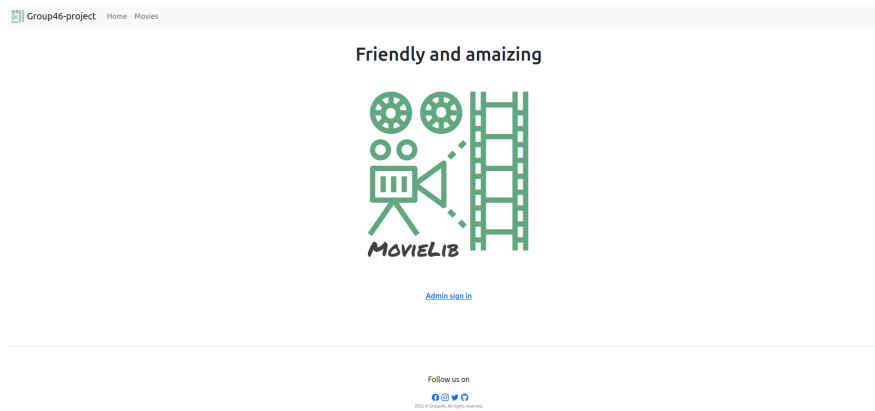 Group46-project Home Movies
Friendly and amaizing
MOVIELIB
Admin sign in
Follow us on
2022 © Group46, All rights reserved.